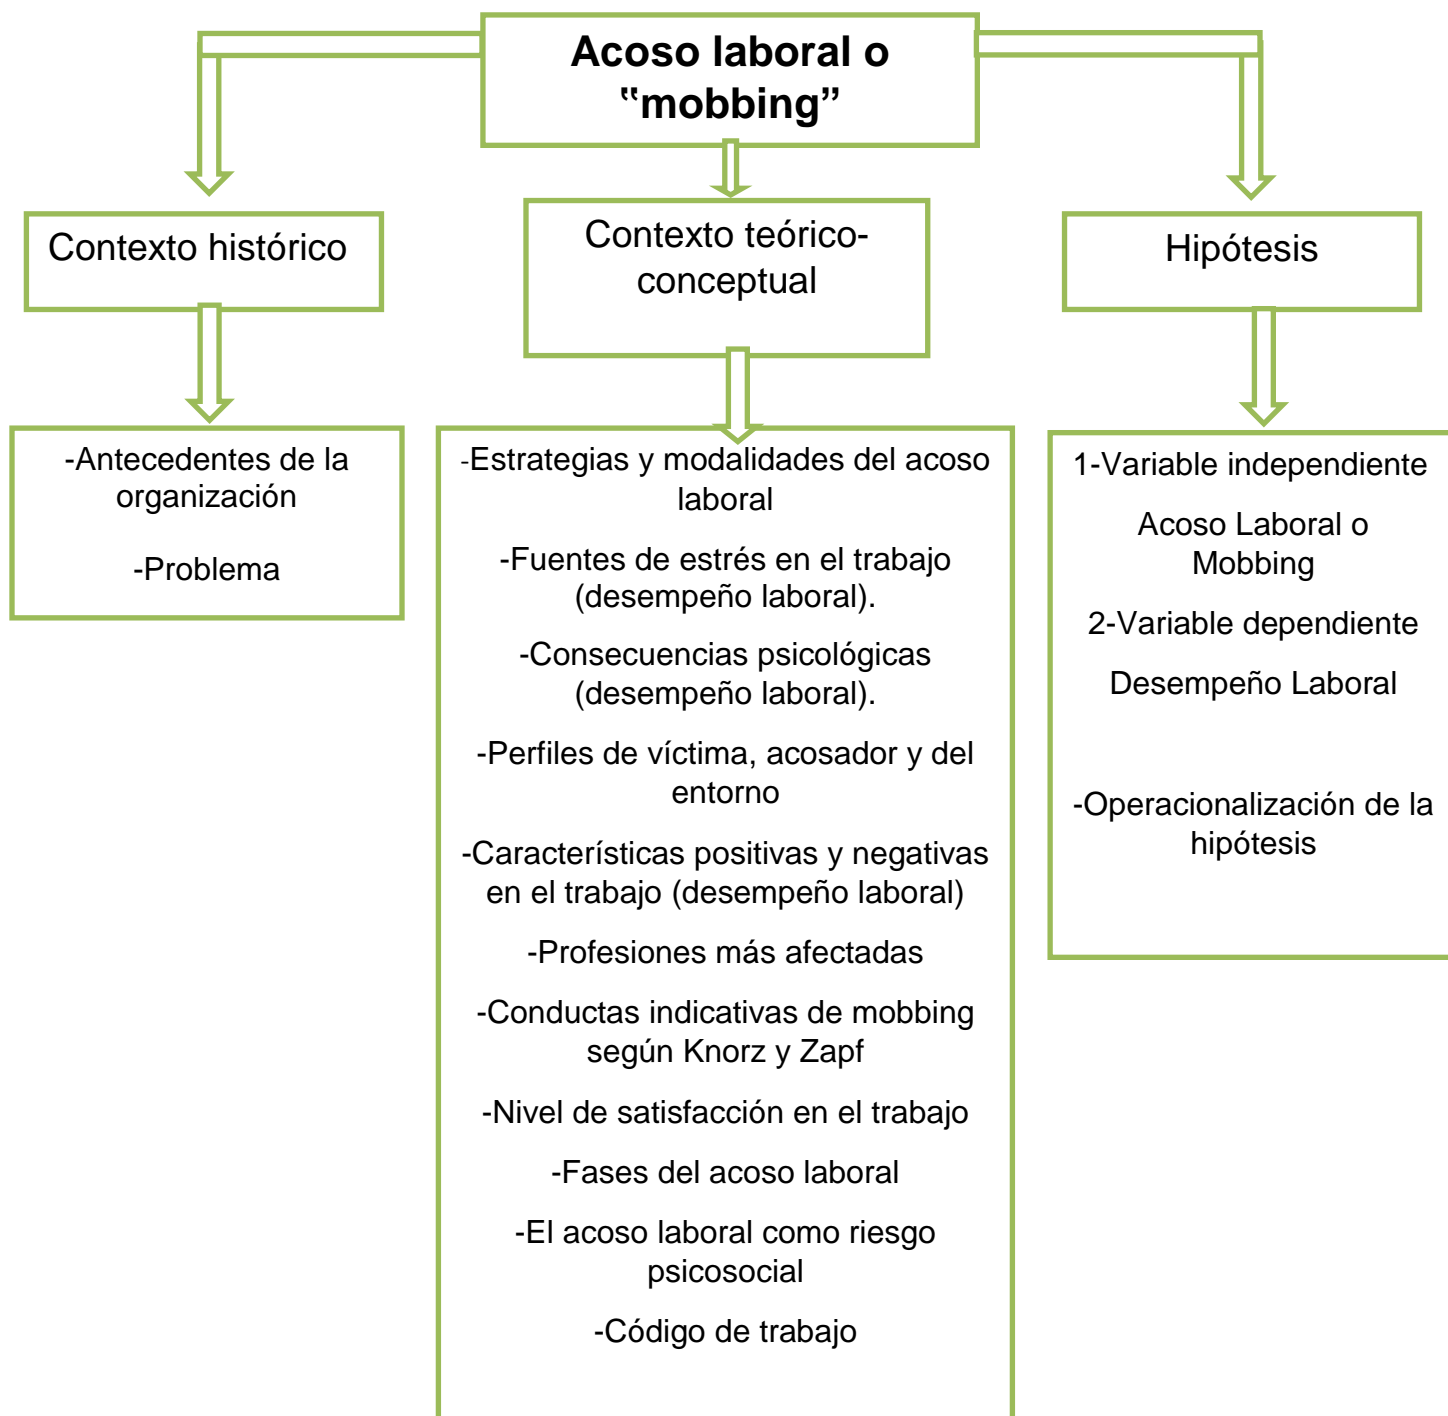 Acoso laboral o
“mobbing”
Contexto histórico
Contexto teórico-
conceptual
Hipótesis
-Antecedentes de la
organización
-Problema
-Estrategias y modalidades del acoso
laboral
-Fuentes de estrés en el trabajo
(desempeño laboral).
-Consecuencias psicológicas
(desempeño laboral).
-Perfiles de víctima, acosador y del
entorno
-Características positivas y negativas
en el trabajo (desempeño laboral)
-Profesiones más afectadas
-Conductas indicativas de mobbing
según Knorz y Zapf
-Nivel de satisfacción en el trabajo
-Fases del acoso laboral
-El acoso laboral como riesgo
psicosocial
-Código de trabajo
1-Variable independiente
Acoso Laboral o
Mobbing
2-Variable dependiente
Desempeño Laboral
-Operacionalización de la
hipótesis